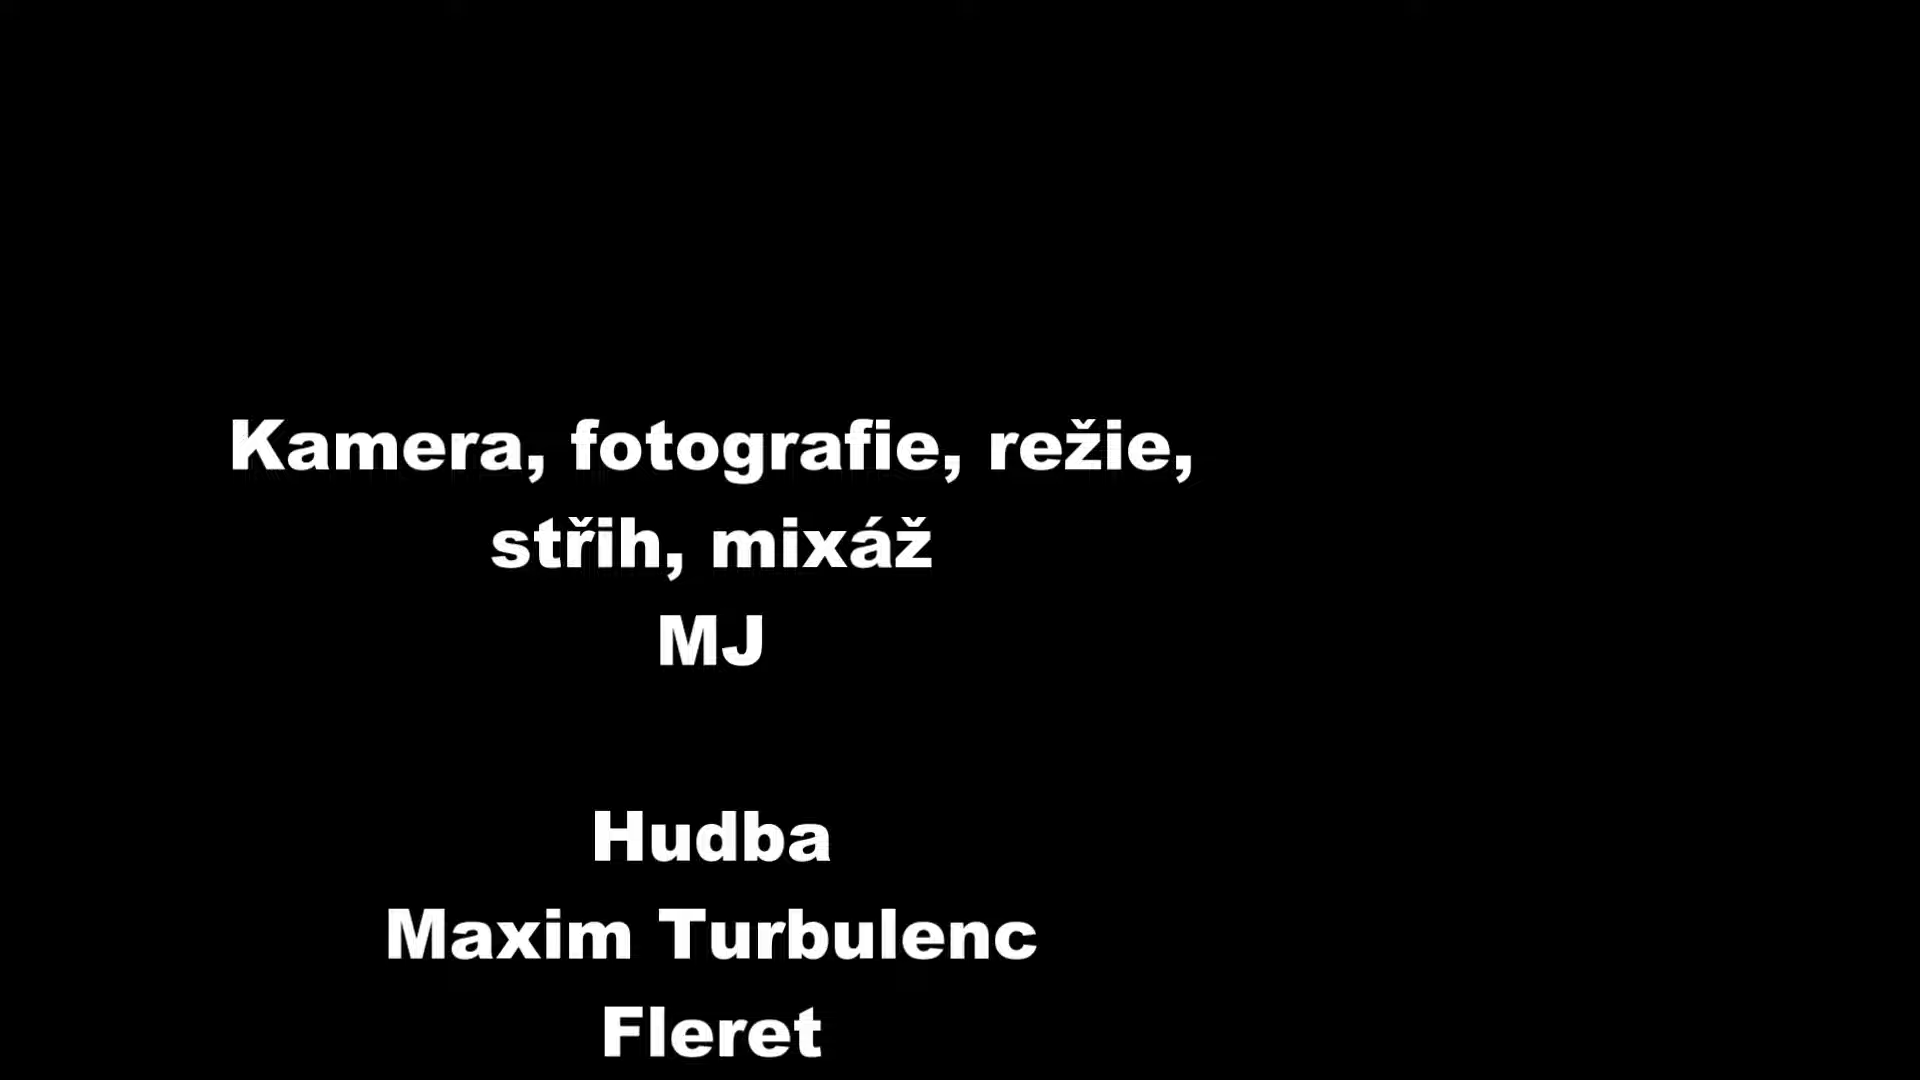 Kamera, fotografie, režie,
střih, mixáž
MJ
Hudba
Maxim Turbulenc
Fleret